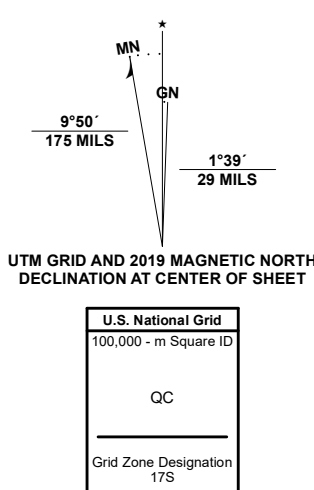 ★
MN
GN
9°50´
175 MILS
1°39´
29 MILS
UTM GRID AND 2019 MAGNETIC NORTH
DECLINATION AT CENTER OF SHEET
U.S. National Grid
100,000 - m Square ID
QC
Grid Zone Designation
17S